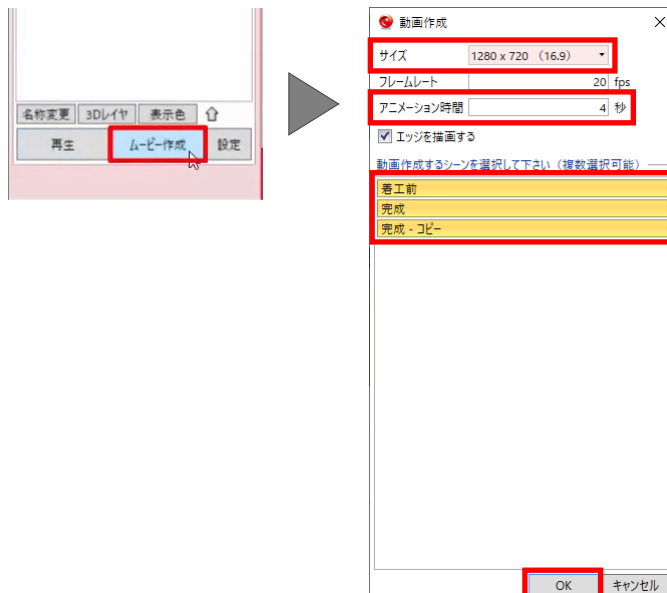 名称変更 3Dレイヤ 表示色
再生 ムービー作成 設定
動画作成
サイズ 1280 x 720 （16.9）
フレームレート 20 fps
アニメーション時間 4 秒
エッジを描画する
動画作成するシーンを選択して下さい（複数選択可能）
着工前
完成
完成 - コピー
OK キャンセル